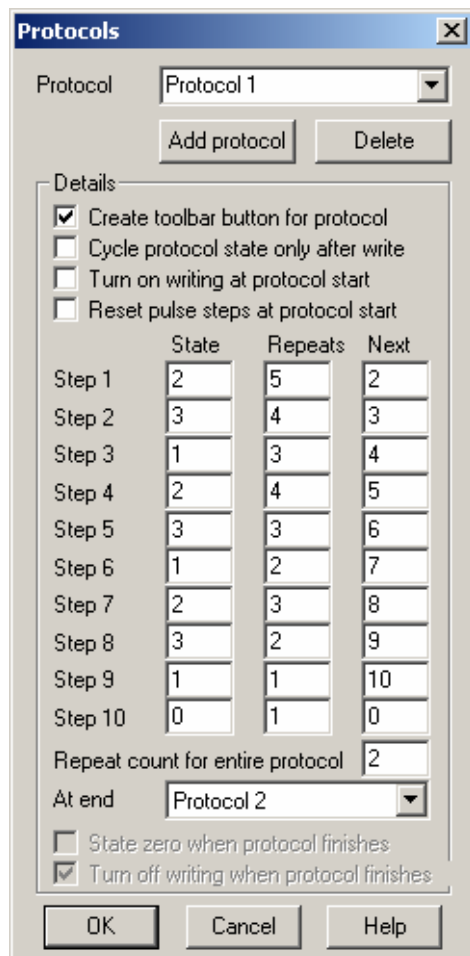 Protocols
Protocol Protocol 1
Add protocol Delete
Details
Create toolbar button for protocol
Cycle protocol state only after write
Turn on writing at protocol start
Reset pulse steps at protocol start
State Repeats Next
Step 1 2 5 2
Step 2 3 4 3
Step 3 1 3 4
Step 4 2 4 5
Step 5 3 3 6
Step 6 1 2 7
Step 7 2 3 8
Step 8 3 2 9
Step 9 1 1 10
Step 10 0 1 0
Repeat count for entire protocol 2
At end Protocol 2
State zero when protocol finishes
Turn off writing when protocol finishes
OK Cancel Help